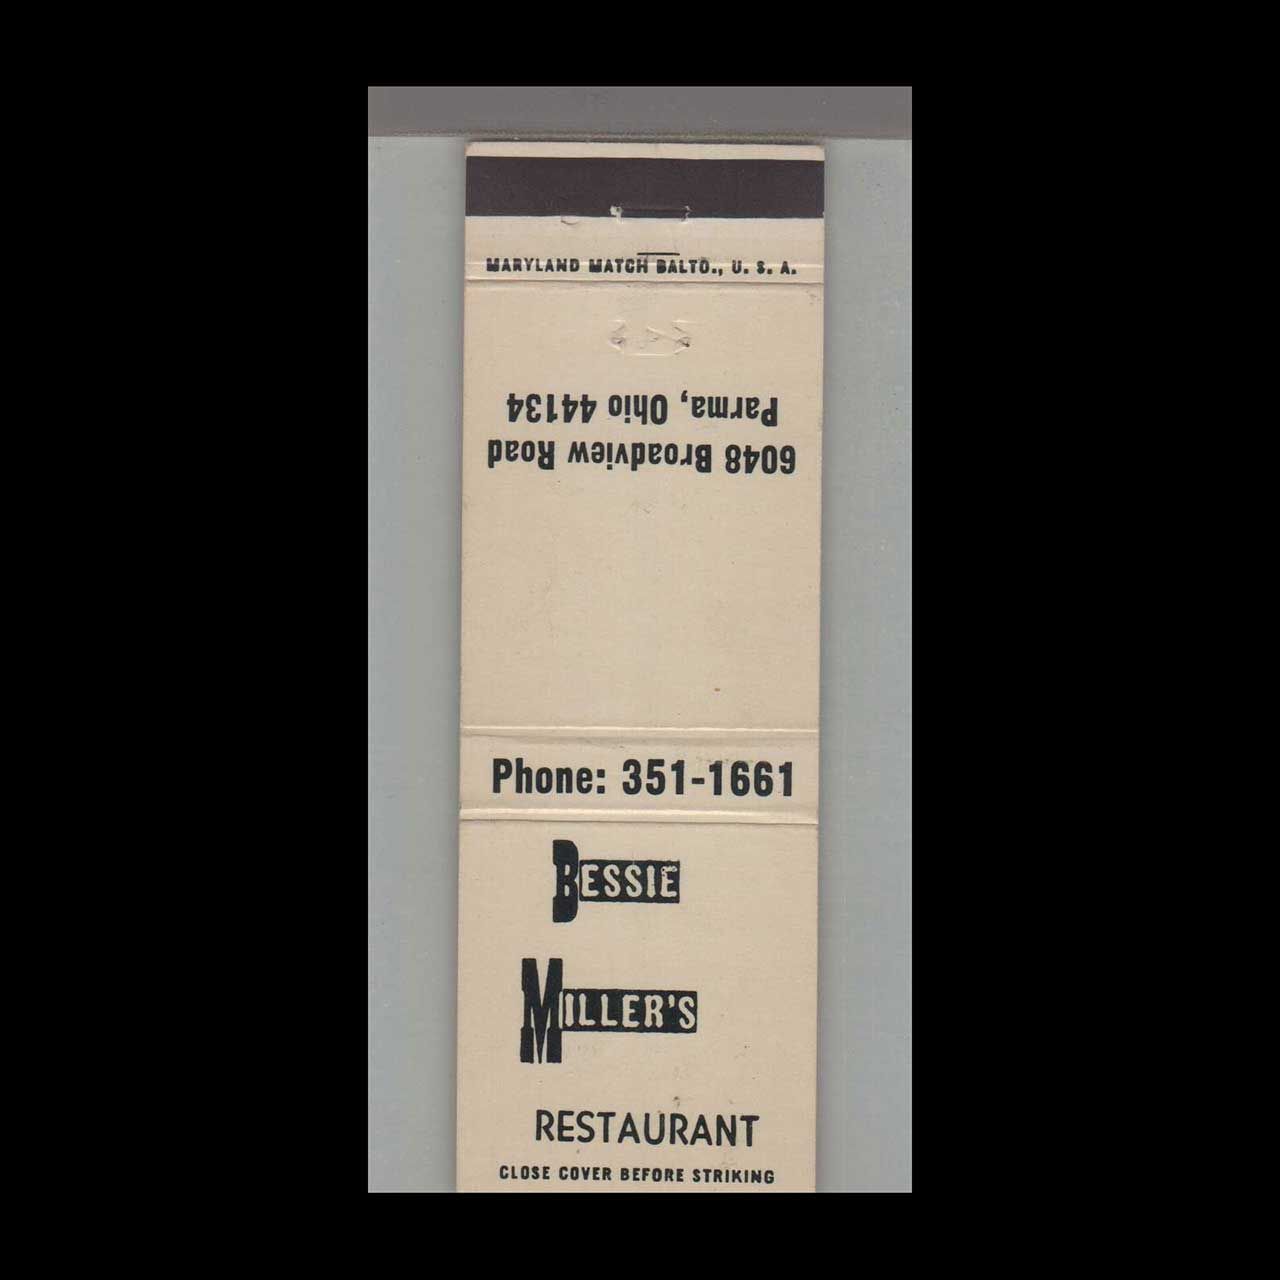 MARYLAND MATCH BALTO., U. S. A.
6048 Broadview Road
Parma, Ohio 44134
Phone: 351-1661
BESSIE
MILLER'S
RESTAURANT
CLOSE COVER BEFORE STRIKING